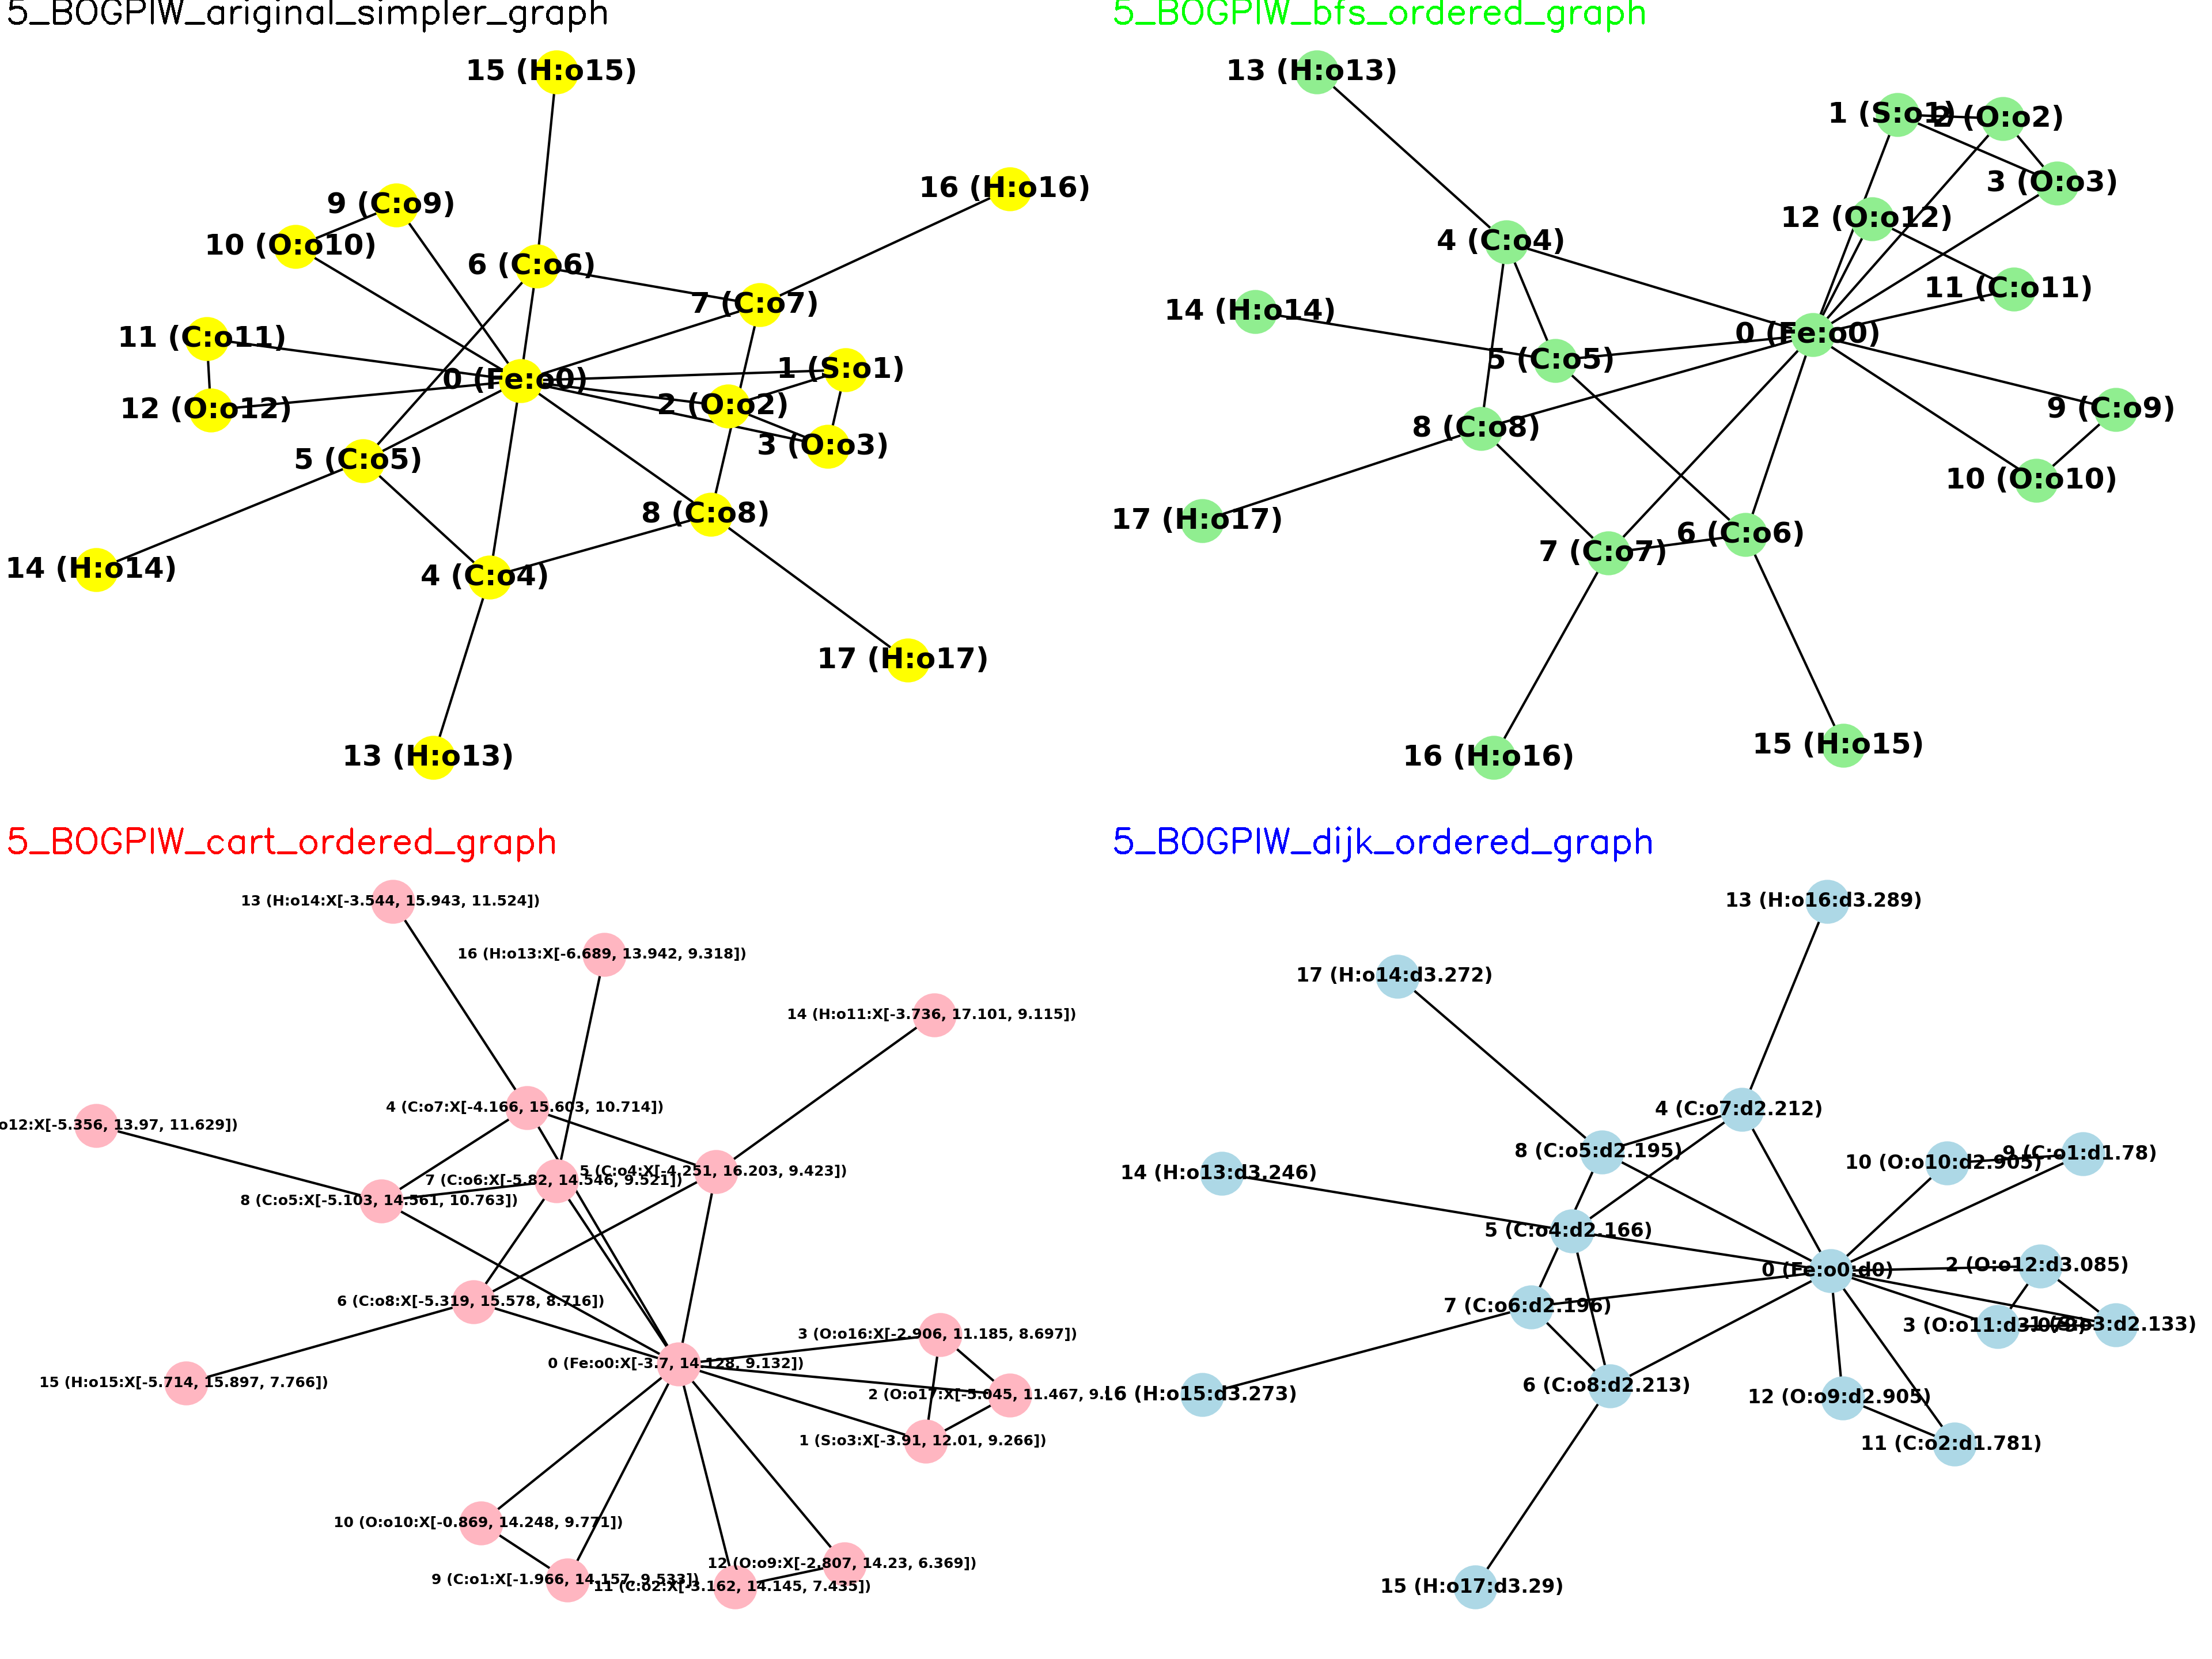 5_BOGPIW_ariginal_simpler_graph
15 (H:o15)
16 (H:o16)
9 (C:o9)
10 (O:o10)
6 (C:o6)
7 (C:o7)
11 (C:o11)
1 (S:o1)
0 (Fe:o0)
12 (O:o12)
2 (O:o2)
3 (O:o3)
5 (C:o5)
8 (C:o8)
14 (H:o14)
4 (C:o4)
17 (H:o17)
13 (H:o13)
5_BOGPIW_bfs_ordered_graph
13 (H:o13)
1 (S:o1)
2 (O:o2)
3 (O:o3)
12 (O:o12)
4 (C:o4)
11 (C:o11)
14 (H:o14)
0 (Fe:o0)
5 (C:o5)
9 (C:o9)
8 (C:o8)
10 (O:o10)
17 (H:o17)
6 (C:o6)
7 (C:o7)
15 (H:o15)
16 (H:o16)
5_BOGPIW_cart_ordered_graph
13 (H:o14:X[-3.544, 15.943, 11.524])
16 (H:o13:X[-6.689, 13.942, 9.318])
14 (H:o11:X[-3.736, 17.101, 9.115])
4 (C:o7:X[-4.166, 15.603, 10.714])
o12:X[-5.356, 13.97, 11.629])
5 (C:o4:X[-4.251, 16.203, 9.423])
7 (C:o6:X[-5.82, 14.546, 9.521])
8 (C:o5:X[-5.103, 14.561, 10.763])
6 (C:o8:X[-5.319, 15.578, 8.716])
3 (O:o16:X[-2.906, 11.185, 8.697])
0 (Fe:o0:X[-3.7, 14.128, 9.132])
15 (H:o15:X[-5.714, 15.897, 7.766])
2 (O:o17:X[-5.045, 11.467, 9.
1 (S:o3:X[-3.91, 12.01, 9.266])
10 (O:o10:X[-0.869, 14.248, 9.771])
12 (O:o9:X[-2.807, 14.23, 6.369])
9 (C:o1:X[-1.966, 14.157, 9.533])
11 (C:o2:X[-3.162, 14.145, 7.435])
5_BOGPIW_dijk_ordered_graph
13 (H:o16:d3.289)
17 (H:o14:d3.272)
4 (C:o7:d2.212)
8 (C:o5:d2.195)
9 (C:o1:d1.78)
10 (O:o10:d2.905)
14 (H:o13:d3.246)
5 (C:o4:d2.166)
2 (O:o12:d3.085)
0 (Fe:o0:d0)
7 (C:o6:d2.196)
1 (S:o3:d2.133)
6 (C:o8:d2.213)
6 (H:o15:d3.273)
12 (O:o9:d2.905)
11 (C:o2:d1.781)
15 (H:o17:d3.29)